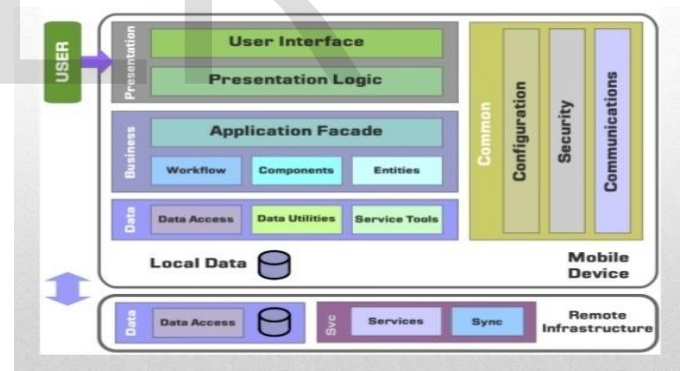 USER
Presentation
User Interface
Presentation Logic
Business
Application Facade
Workflow
Components
Entities
Data
Data Access
Data Utilities
Service Tools
Common
Configuration
Security
Communications
Local Data
Mobile
Device
Data
Data Access
Svc
Services
Sync
Remote
Infrastructure